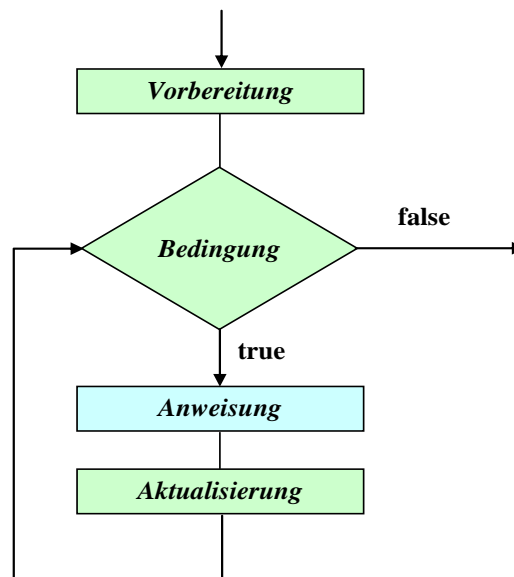 Vorbereitung
false
Bedingung
true
Anweisung
Aktualisierung